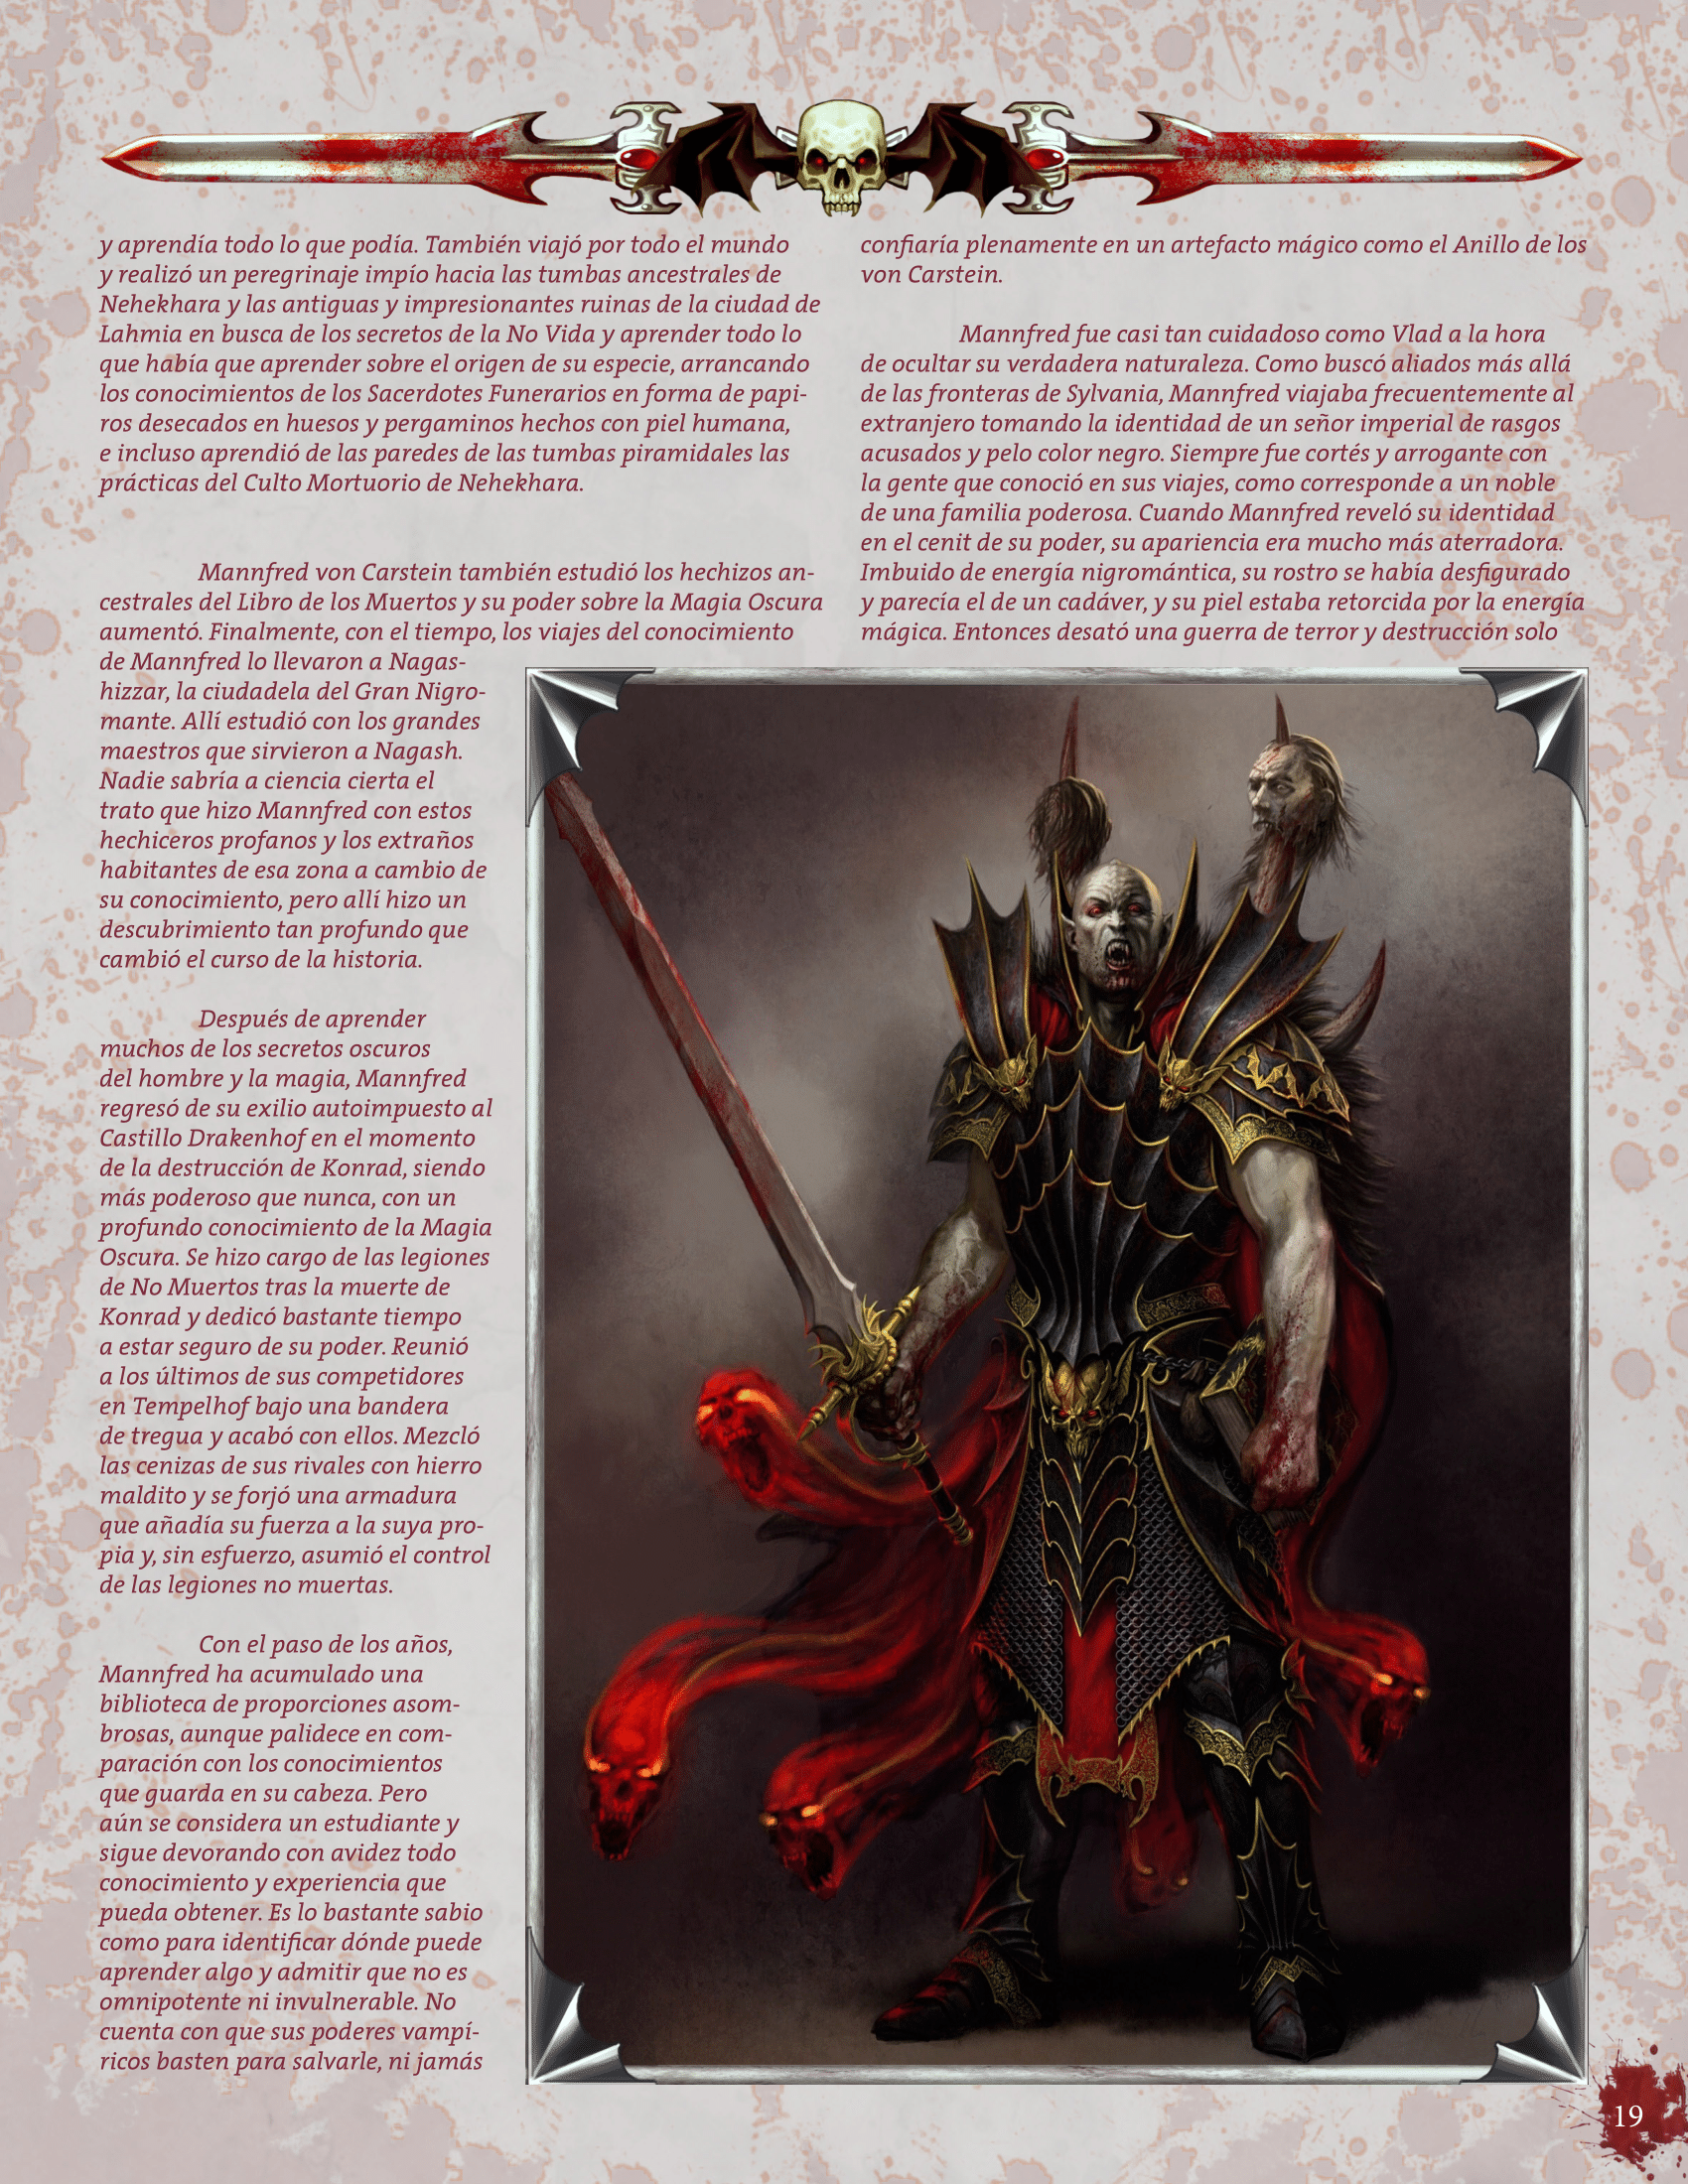 y aprendía todo lo que podía. También viajó por todo el mundo
y realizó un peregrinaje impío hacia las tumbas ancestrales de
Nehekhara y las antiguas y impresionantes ruinas de la ciudad de
Lahmia en busca de los secretos de la No Vida y aprender todo lo
que había que aprender sobre el origen de su especie, arrancando
los conocimientos de los Sacerdotes Funerarios en forma de papi-
ros desecados en huesos y pergaminos hechos con piel humana,
e incluso aprendió de las paredes de las tumbas piramidales las
prácticas del Culto Mortuorio de Nehekhara.
Mannfred von Carstein también estudió los hechizos an-
cestrales del Libro de los Muertos y su poder sobre la Magia Oscura
aumentó. Finalmente, con el tiempo, los viajes del conocimiento
de Mannfred lo llevaron a Nagas-
hizzar, la ciudadela del Gran Nigro-
mante. Allí estudió con los grandes
maestros que sirvieron a Nagash.
Nadie sabría a ciencia cierta el
trato que hizo Mannfred con estos
hechiceros profanos y los extraños
habitantes de esa zona a cambio de
su conocimiento, pero allí hizo un
descubrimiento tan profundo que
cambió el curso de la historia.
Después de aprender
muchos de los secretos oscuros
del hombre y la magia, Mannfred
regresó de su exilio autoimpuesto al
Castillo Drakenhof en el momento
de la destrucción de Konrad, siendo
más poderoso que nunca, con un
profundo conocimiento de la Magia
Oscura. Se hizo cargo de las legiones
de No Muertos tras la muerte de
Konrad y dedicó bastante tiempo
a estar seguro de su poder. Reunió
a los últimos de sus competidores
en Tempelhof bajo una bandera
de tregua y acabó con ellos. Mezcló
las cenizas de sus rivales con hierro
maldito y se forjó una armadura
que añadía su fuerza a la suya pro-
pia y, sin esfuerzo, asumió el control
de las legiones no muertas.
Con el paso de los años,
Mannfred ha acumulado una
biblioteca de proporciones asom-
brosas, aunque palidece en com-
paración con los conocimientos
que guarda en su cabeza. Pero
aún se considera un estudiante y
sigue devorando con avidez todo
conocimiento y experiencia que
pueda obtener. Es lo bastante sabio
como para identificar dónde puede
aprender algo y admitir que no es
omnipotente ni invulnerable. No
cuenta con que sus poderes vampí-
ricos basten para salvarle, ni jamás
confiaría plenamente en un artefacto mágico como el Anillo de los
von Carstein.
Mannfred fue casi tan cuidadoso como Vlad a la hora
de ocultar su verdadera naturaleza. Como buscó aliados más allá
de las fronteras de Sylvania, Mannfred viajaba frecuentemente al
extranjero tomando la identidad de un señor imperial de rasgos
acusados y pelo color negro. Siempre fue cortés y arrogante con
la gente que conoció en sus viajes, como corresponde a un noble
de una familia poderosa. Cuando Mannfred reveló su identidad
en el cenit de su poder, su apariencia era mucho más aterradora.
Imbuido de energía nigromántica, su rostro se había desfigurado
y parecía el de un cadáver, y su piel estaba retorcida por la energía
mágica. Entonces desató una guerra de terror y destrucción solo
19